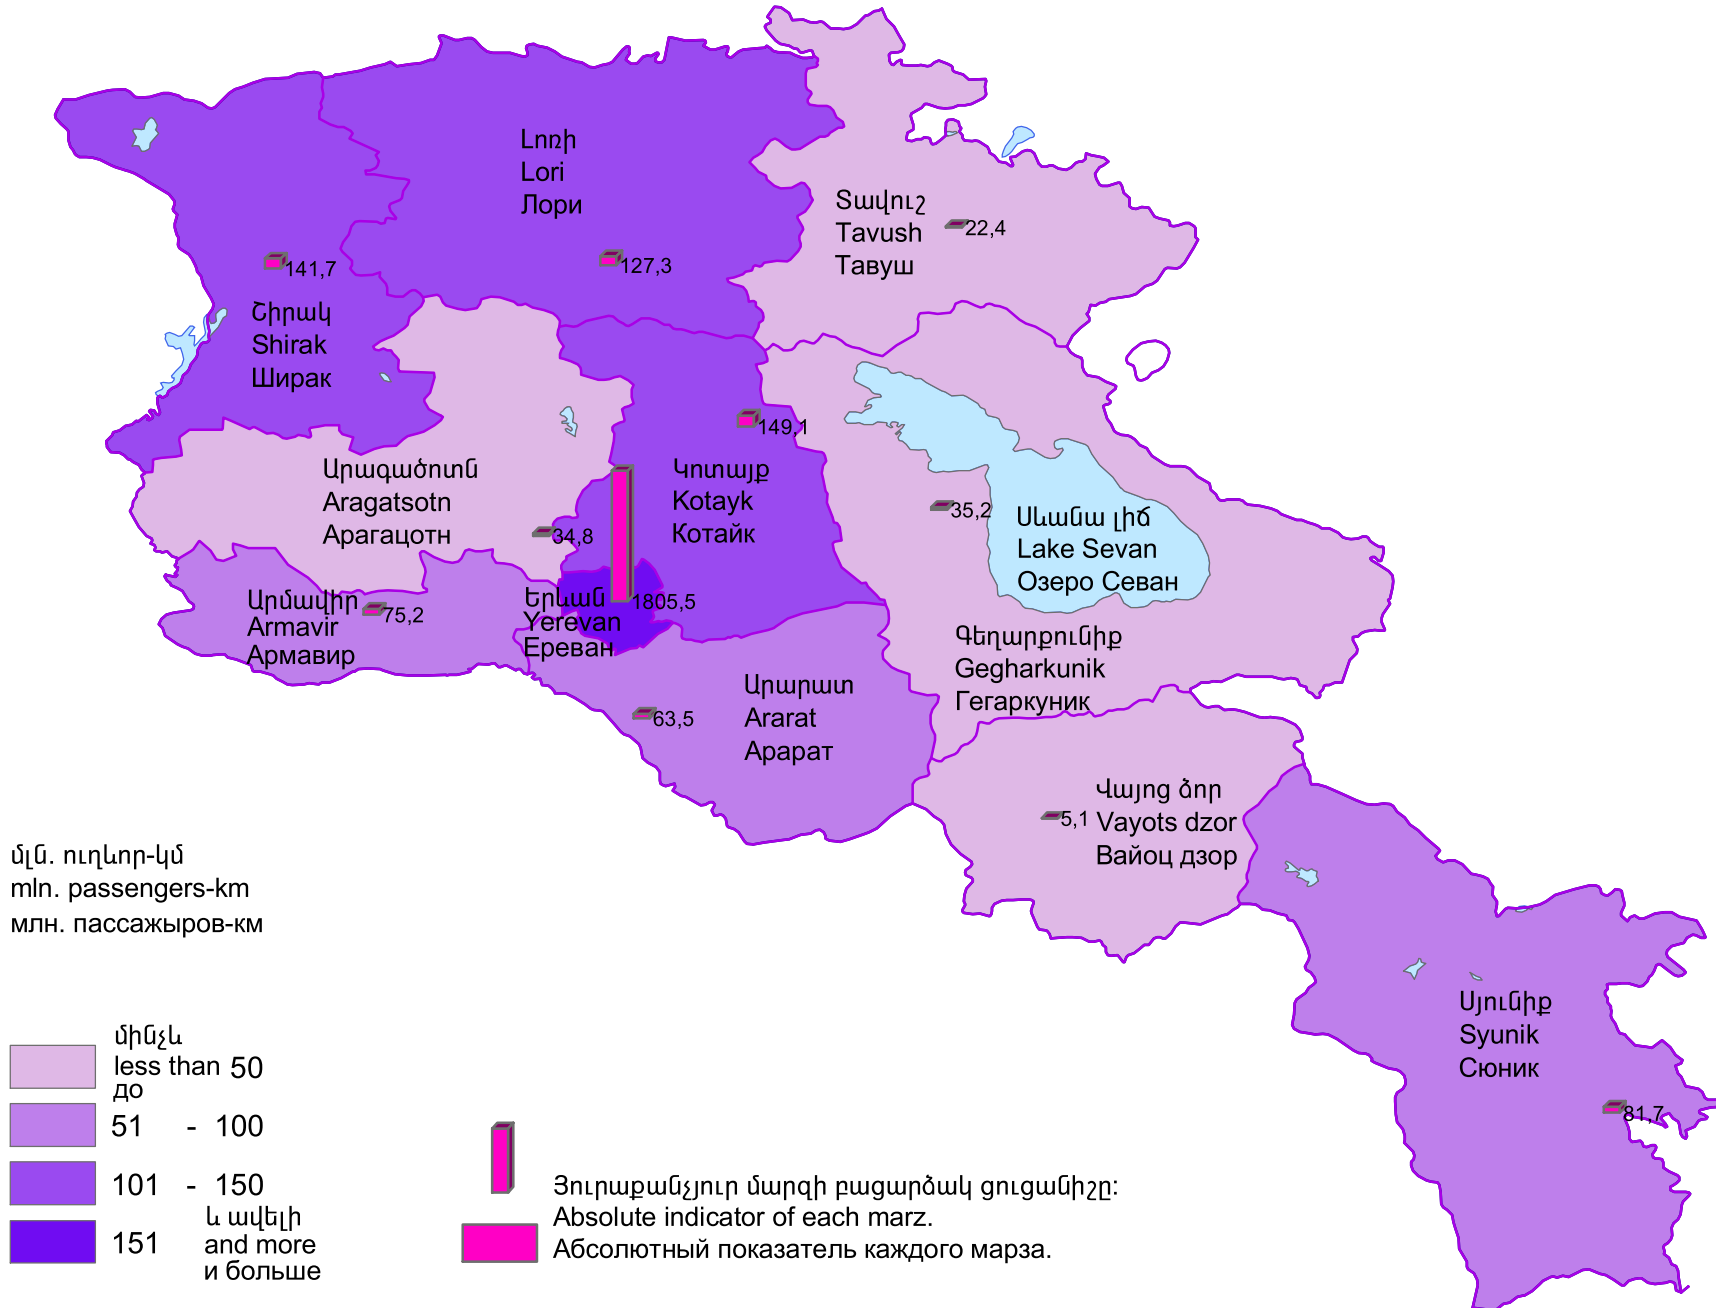 Լոռի
Lori
Лори
127,3
Տավուշ
Tavush
Тавуш
22,4
141,7
Շիրակ
Shirak
Ширак
149,1
Կոտայք
Kotayk
Котайк
Արագածոտն
Aragatsotn
Арагацотн
34,8
35,2
Սևանա լիճ
Lake Sevan
Озеро Севан
Արմավիր
Armavir
Армавир
75,2
Երևան
Yerevan
Ереван
1805,5
Գեղարքունիք
Gegharkunik
Гегаркуник
Արարատ
Ararat
Арарат
63,5
Վայոց ձոր
Vayots dzor
Вайоц дзор
5,1
Սյունիք
Syunik
Сюник
81,7
մլն. ուղևոր-կմ
mln. passengers-km
млн. пассажыров-км
մինչև
less than 50
до
51 - 100
101 - 150
151 և ավելի
and more
и больше
Յուրաքանչյուր մարզի բացարձակ ցուցանիշը:
Absolute indicator of each marz.
Абсолютный показатель каждого марза.